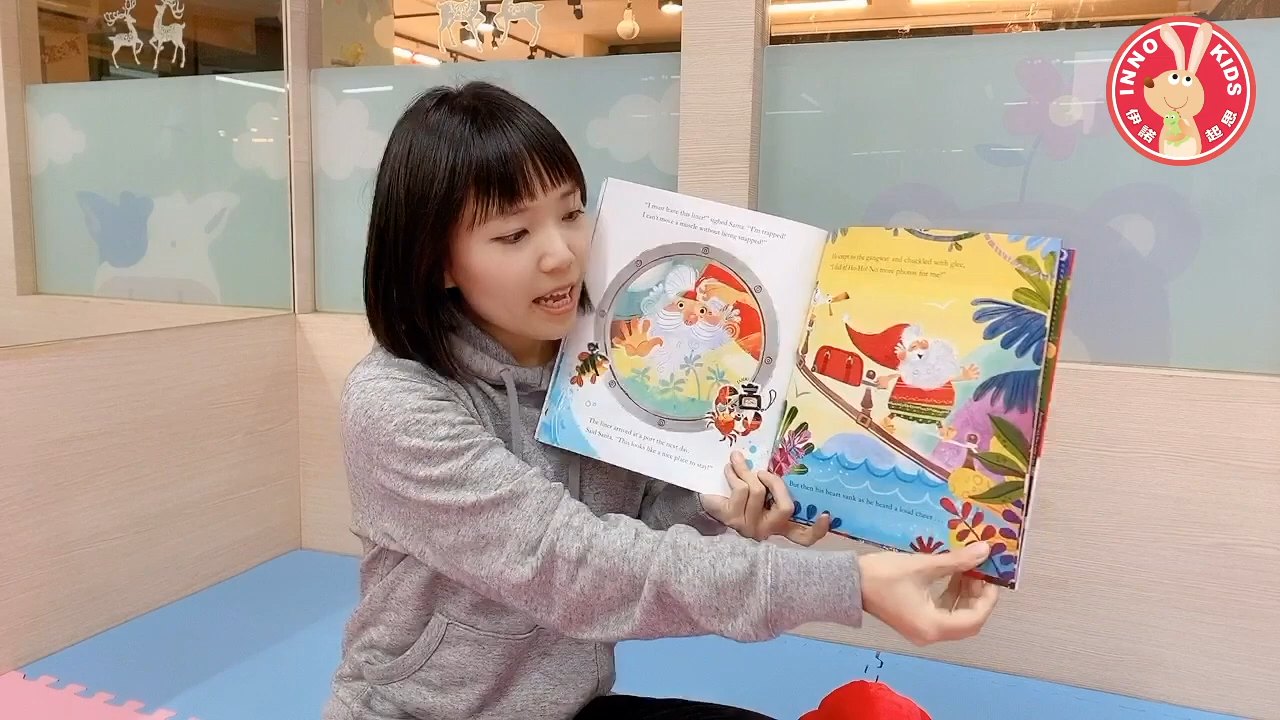 "I must leave this liner!" sighed Santa. "I'm trapped!
I can't move a muscle without being snapped!"
The liner arrived at a port the next day.
Said Santa, "This looks like a nice place to stay!"
He crept to the gangway and chuckled with glee,
"I did it! Ho-Ho! No more photos for me!"
But then his heart sank as he heard a loud cheer...
INNO KIDS
伊諾 起思